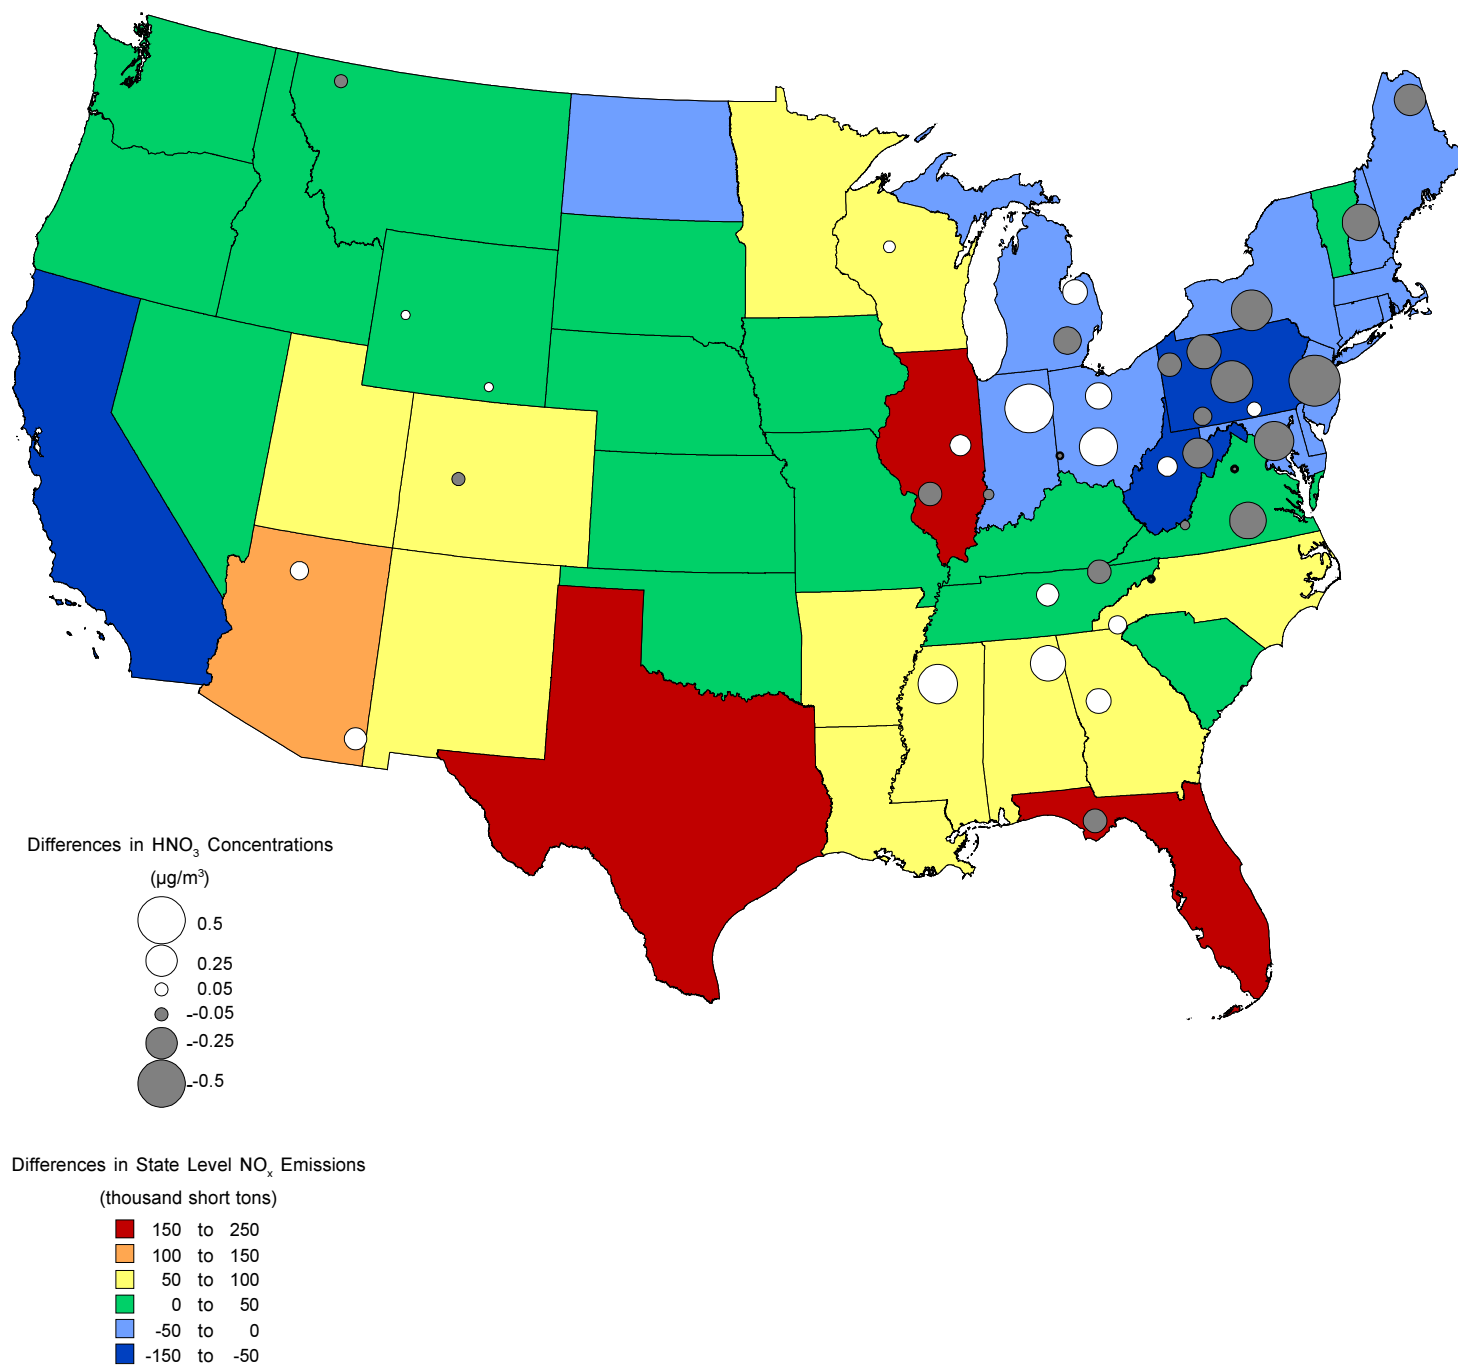 Differences in HNO₃ Concentrations
(µg/m³)
0.5
0.25
0.05
-0.05
-0.25
-0.5
Differences in State Level NOₓ Emissions
(thousand short tons)
150 to 250
100 to 150
50 to 100
0 to 50
-50 to 0
-150 to -50